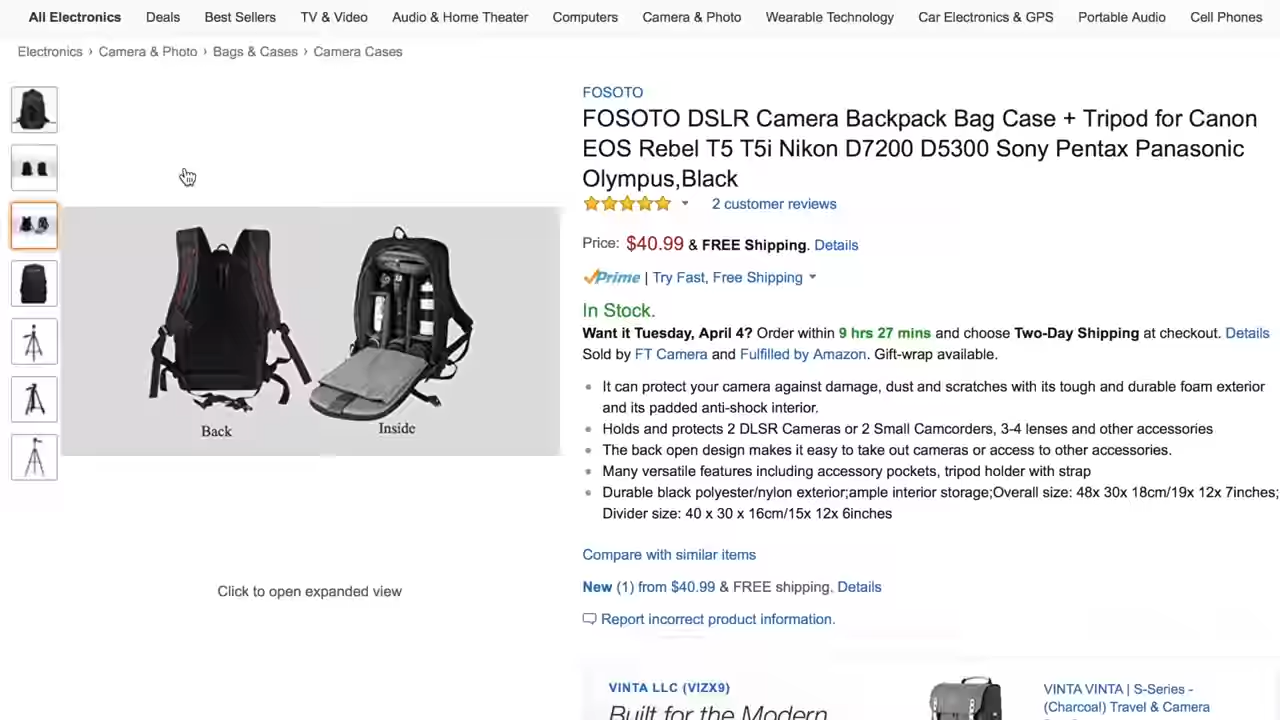 All Electronics Deals Best Sellers TV & Video Audio & Home Theater Computers Camera & Photo Wearable Technology Car Electronics & GPS Portable Audio Cell Phones
Electronics › Camera & Photo › Bags & Cases › Camera Cases
FOSOTO
FOSOTO DSLR Camera Backpack Bag Case + Tripod for Canon
EOS Rebel T5 T5i Nikon D7200 D5300 Sony Pentax Panasonic
Olympus,Black
2 customer reviews
Price: $40.99 & FREE Shipping. Details
Prime | Try Fast, Free Shipping
In Stock.
Want it Tuesday, April 4? Order within 9 hrs 27 mins and choose Two-Day Shipping at checkout. Details
Sold by FT Camera and Fulfilled by Amazon. Gift-wrap available.
• It can protect your camera against damage, dust and scratches with its tough and durable foam exterior
and its padded anti-shock interior.
• Holds and protects 2 DLSR Cameras or 2 Small Camcorders, 3-4 lenses and other accessories
• The back open design makes it easy to take out cameras or access to other accessories.
• Many versatile features including accessory pockets, tripod holder with strap
• Durable black polyester/nylon exterior;ample interior storage;Overall size: 48x 30x 18cm/19x 12x 7inches;
Divider size: 40 x 30 x 16cm/15x 12x 6inches
Back
Inside
Click to open expanded view
Compare with similar items
New (1) from $40.99 & FREE shipping. Details
Report incorrect product information.
VINTA LLC (VIZX9)
Built for the Modern
VINTA VINTA | S-Series -
(Charcoal) Travel & Camera